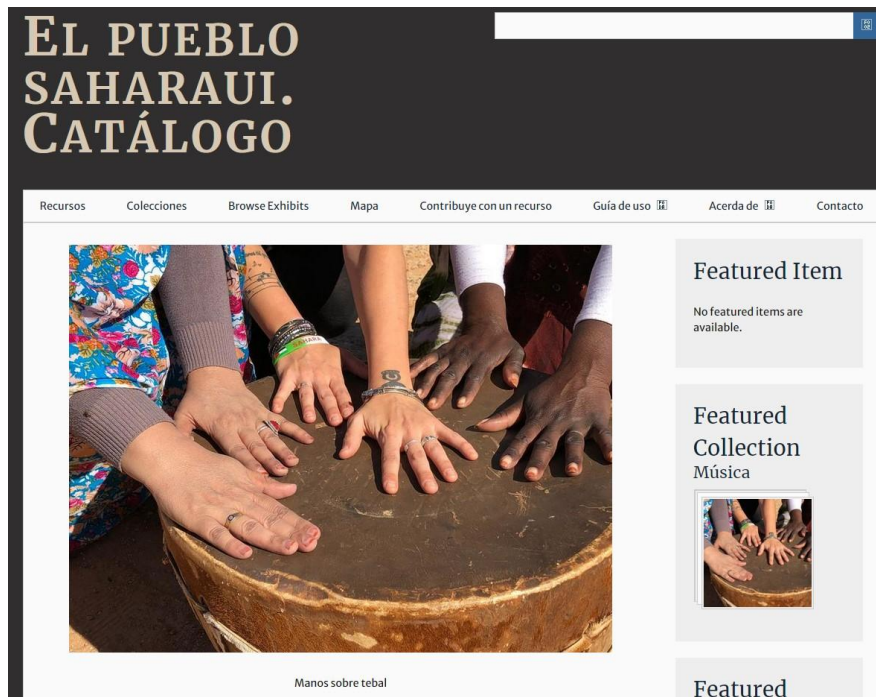 El pueblo
saharaui.
Catálogo
Recursos Colecciones Browse Exhibits Mapa Contribuye con un recurso Guía de uso Acerda de Contacto
SAHARA
Manos sobre tebal
Featured Item
No featured items are
available.
Featured
Collection
Música
Featured